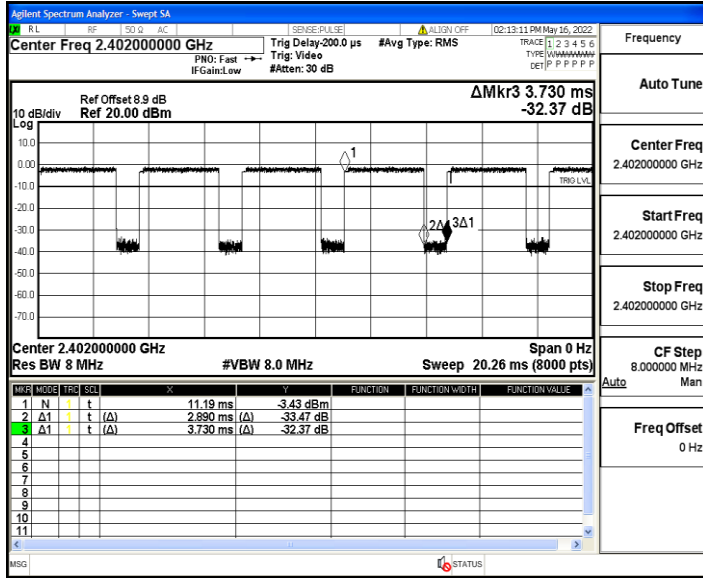 Agilent Spectrum Analyzer - Swept SA
RL RF 50 Ω AC SENSE:PULSE ALIGN OFF 02:13:11 PM May 16, 2022
Center Freq 2.402000000 GHz
PNO: Fast
IFGain:Low
Trig Delay-200.0 µs
Trig: Video
#Atten: 30 dB
#Avg Type: RMS
TRACE 1 2 3 4 5 6
TYPE
DET P P P P P P
ΔMkr3 3.730 ms
-32.37 dB
Ref Offset 8.9 dB
10 dB/div Ref 20.00 dBm
Log
10.0
0.00
-10.0
-20.0
-30.0
-40.0
-50.0
-60.0
-70.0
1
TRIG LVL
2Δ1
3Δ1
Center 2.402000000 GHz Span 0 Hz
Res BW 8 MHz #VBW 8.0 MHz Sweep 20.26 ms (8000 pts)
MKR MODE TRC SCL X Y FUNCTION FUNCTION WIDTH FUNCTION VALUE
1 N 1 t 11.19 ms -3.43 dBm
2 Δ1 1 t (Δ) 2.890 ms (Δ) -33.47 dB
3 Δ1 1 t (Δ) 3.730 ms (Δ) -32.37 dB
4
5
6
7
8
9
10
11
MSG STATUS
Frequency
Auto Tune
Center Freq
2.402000000 GHz
Start Freq
2.402000000 GHz
Stop Freq
2.402000000 GHz
CF Step
8.000000 MHz
Auto Man
Freq Offset
0 Hz